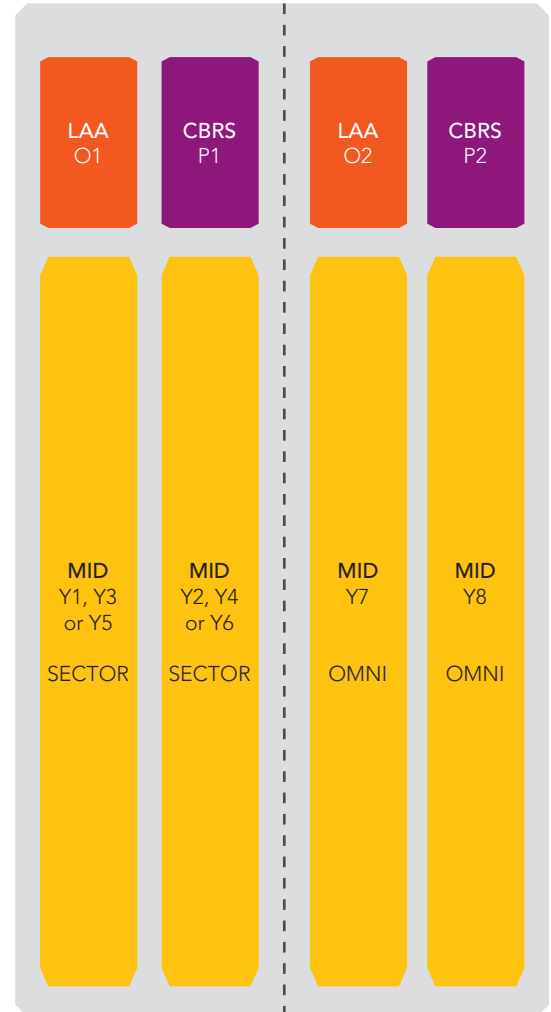 LAA
O1
CBRS
P1
LAA
O2
CBRS
P2
MID
Y1, Y3
or Y5
SECTOR
MID
Y2, Y4
or Y6
SECTOR
MID
Y7
OMNI
MID
Y8
OMNI